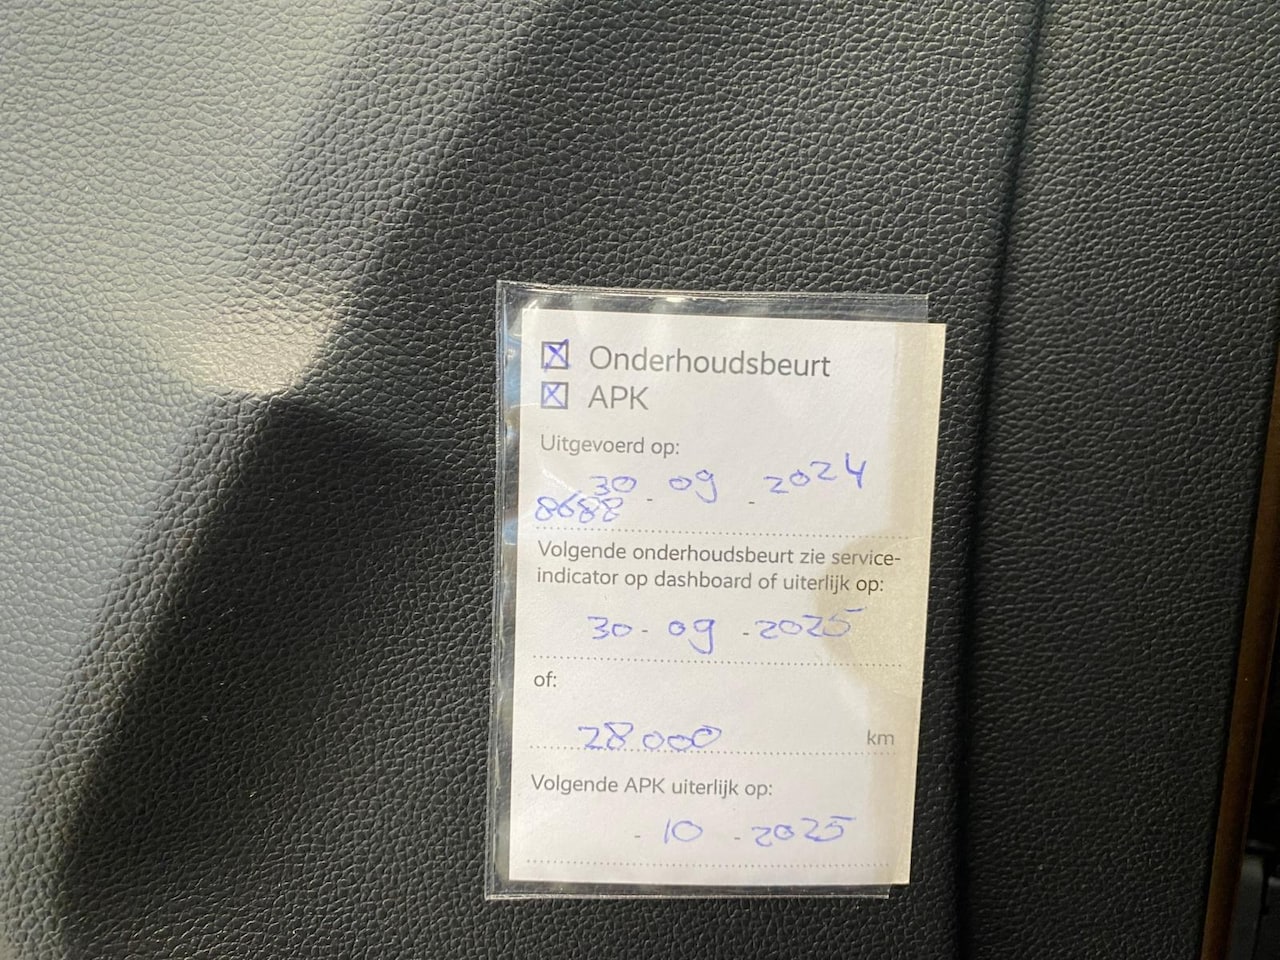 Onderhoudsbeurt
APK
Uitgevoerd op:
30 - 09 - 2024
8688
Volgende onderhoudsbeurt zie service-
indicator op dashboard of uiterlijk op:
30 - 09 - 2025
of:
28000 km
Volgende APK uiterlijk op:
- 10 - 2025